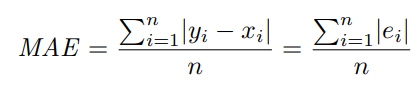 MAE = \frac{\sum_{i=1}^{n} |y_i - x_i|}{n} = \frac{\sum_{i=1}^{n} |e_i|}{n}